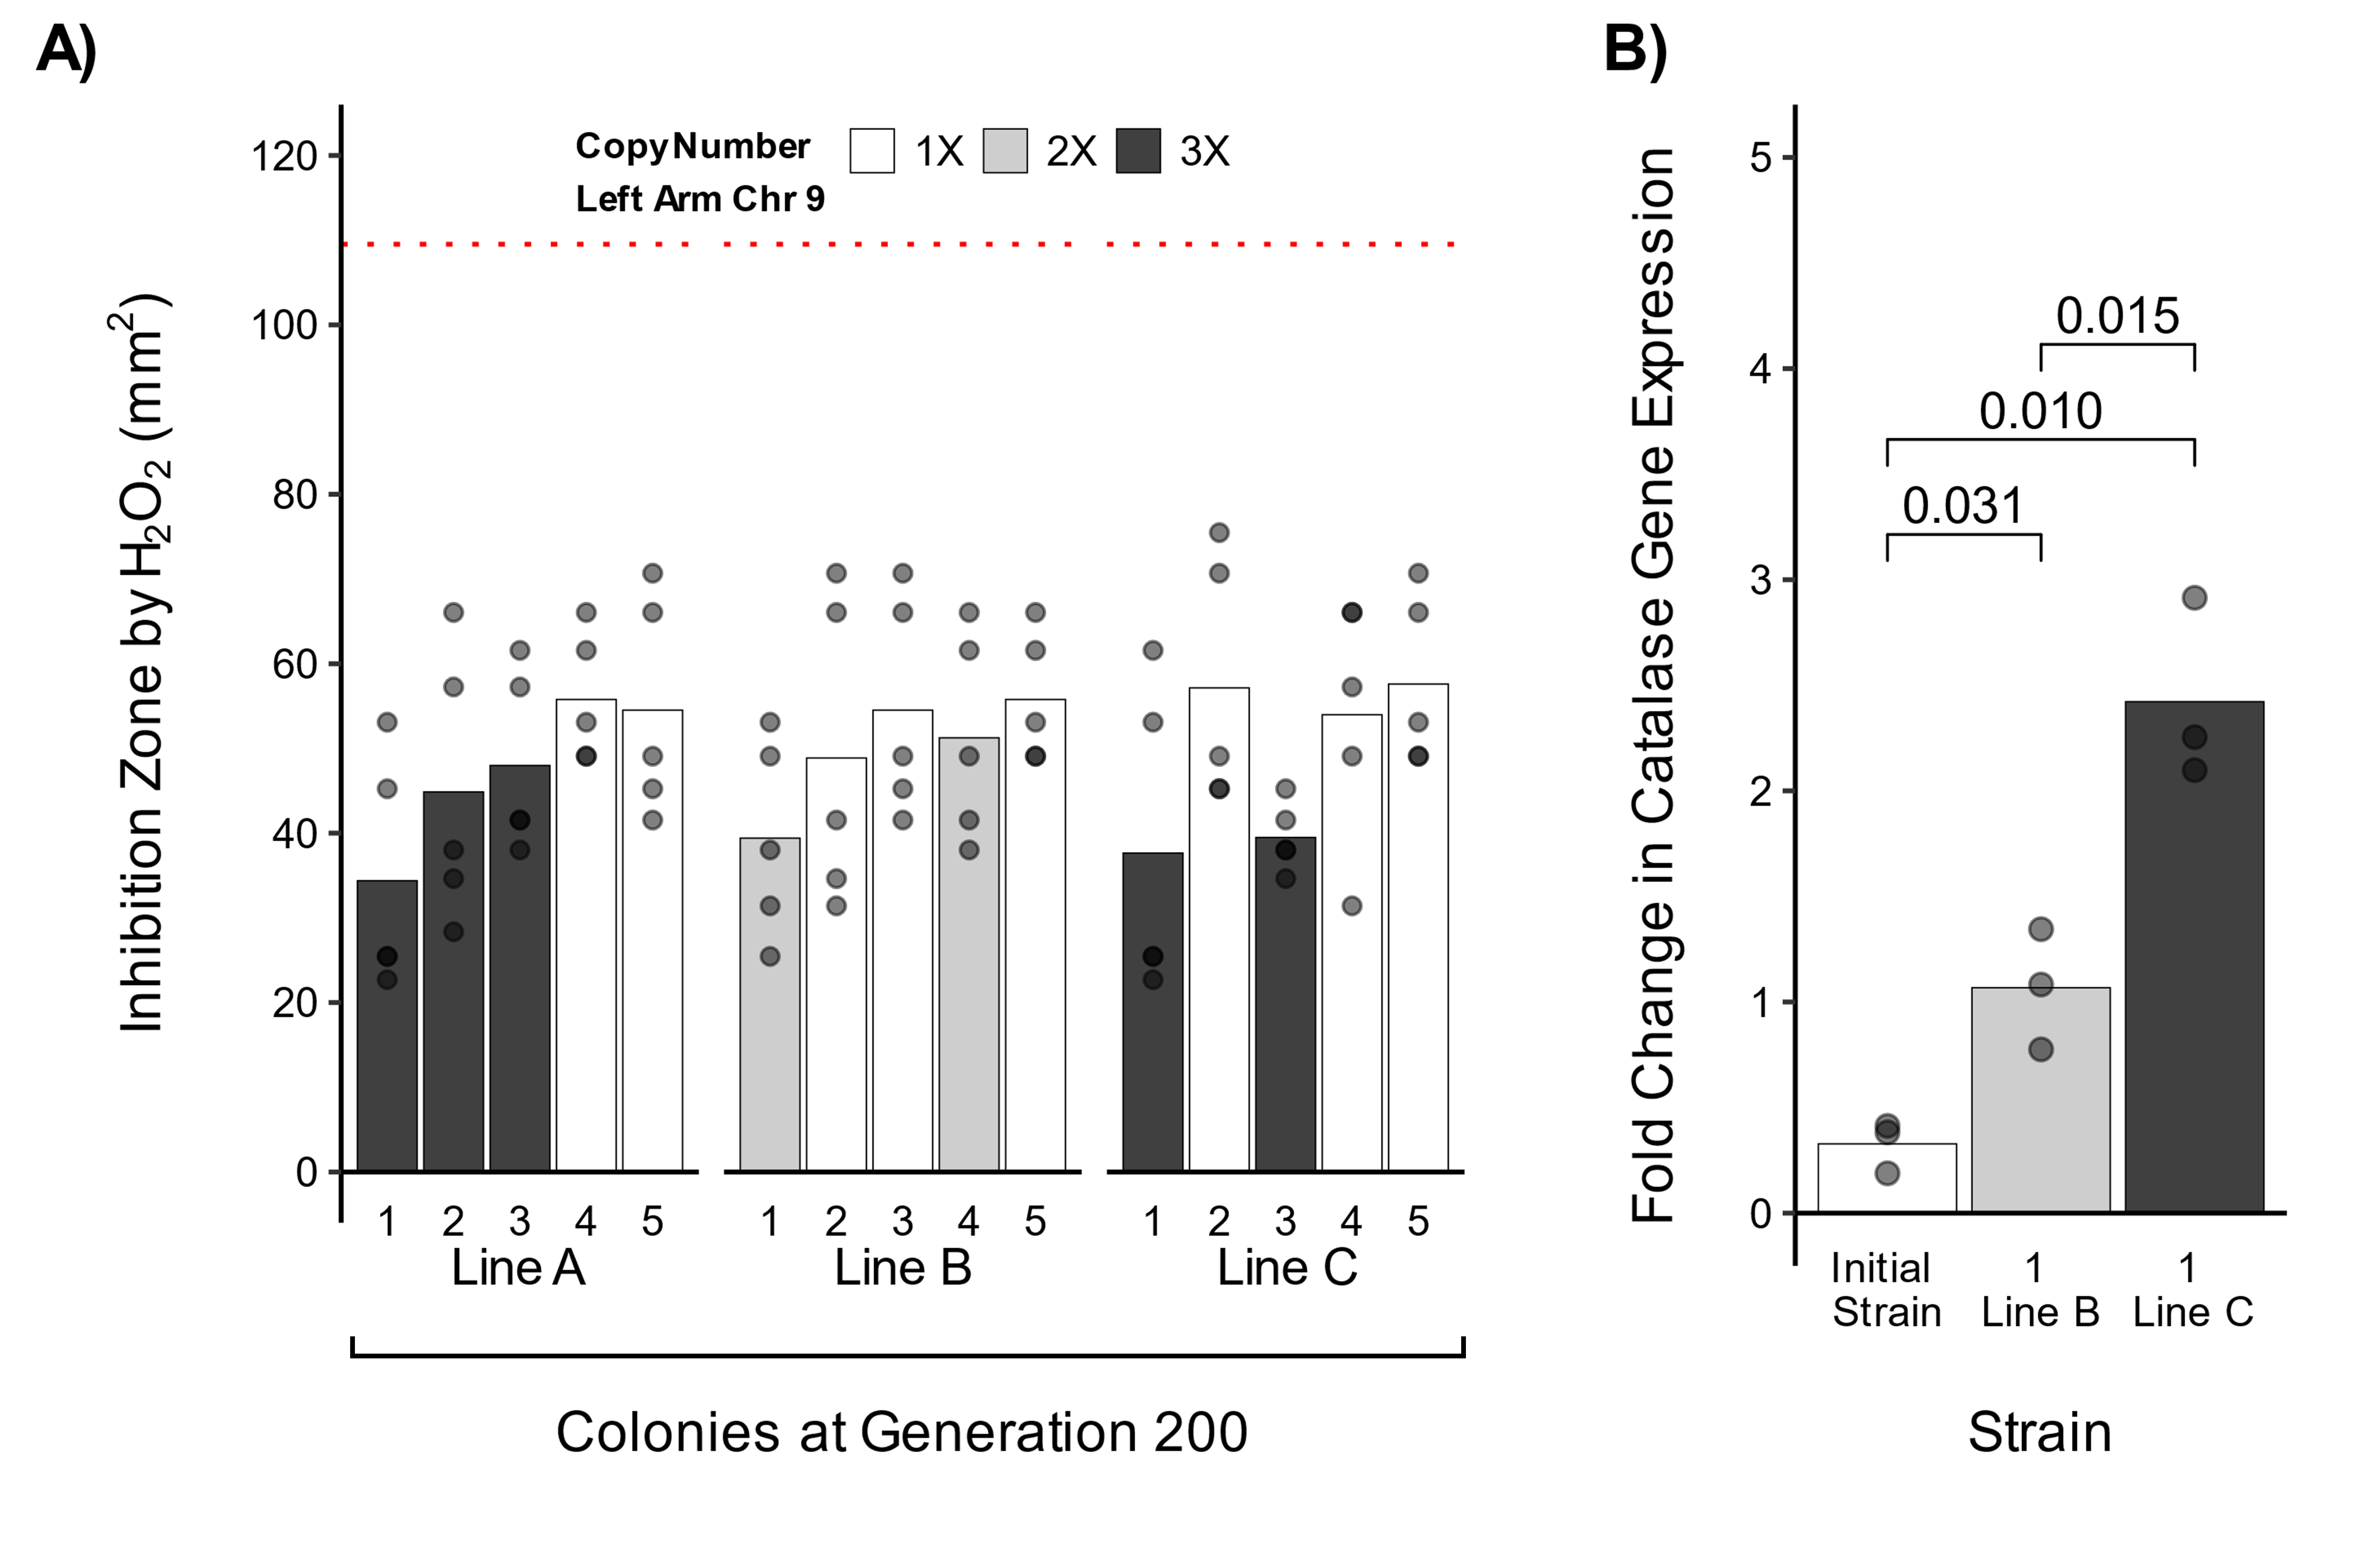 A)
Copy Number
Left Arm Chr 9
1X 2X 3X
Inhibition Zone by H₂O₂ (mm²)
120
100
80
60
40
20
0
1 2 3 4 5 1 2 3 4 5 1 2 3 4 5
Line A Line B Line C
Colonies at Generation 200
B)
Fold Change in Catalase Gene Expression
5
4
3
2
1
0
0.015
0.010
0.031
Initial 1 1
Strain Line B Line C
Strain